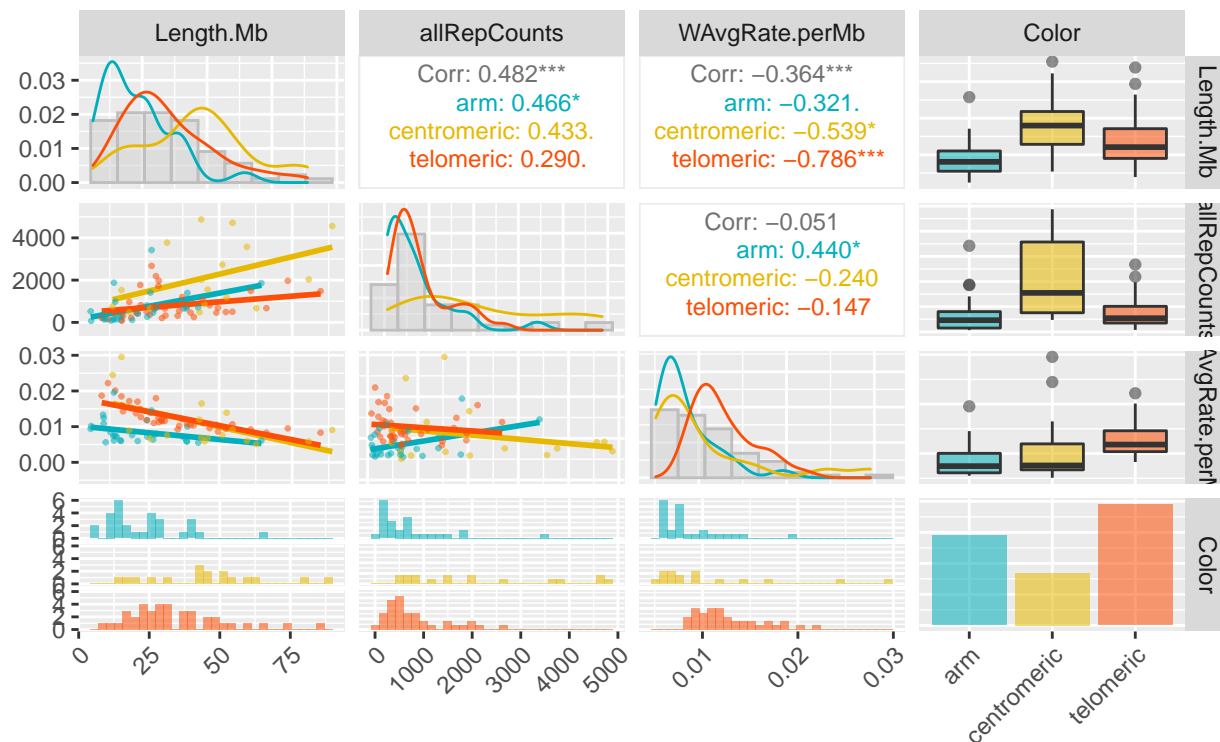 Length.Mb allRepCounts WAvgRate.perMb Color
0.03
0.02
0.01
0.00
Corr: 0.482***
arm: 0.466*
centromeric: 0.433.
telomeric: 0.290.
Corr: −0.364***
arm: −0.321.
centromeric: −0.539*
telomeric: −0.786***
Length.Mb
4000
2000
0
Corr: −0.051
arm: 0.440*
centromeric: −0.240
telomeric: −0.147
allRepCounts
0.03
0.02
0.01
0.00
AvgRate.perM
6
4
2
0
6
4
2
0
6
4
2
0
Color
0 25 50 75
0 1000 2000 3000 4000 5000
0.01 0.02 0.03
arm centromeric telomeric